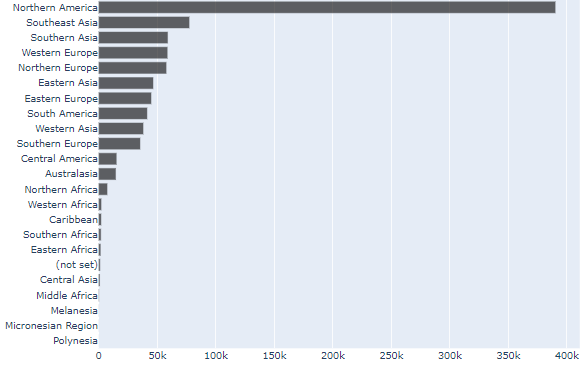 Northern America
Southeast Asia
Southern Asia
Western Europe
Northern Europe
Eastern Asia
Eastern Europe
South America
Western Asia
Southern Europe
Central America
Australasia
Northern Africa
Western Africa
Caribbean
Southern Africa
Eastern Africa
(not set)
Central Asia
Middle Africa
Melanesia
Micronesian Region
Polynesia
0 50k 100k 150k 200k 250k 300k 350k 400k